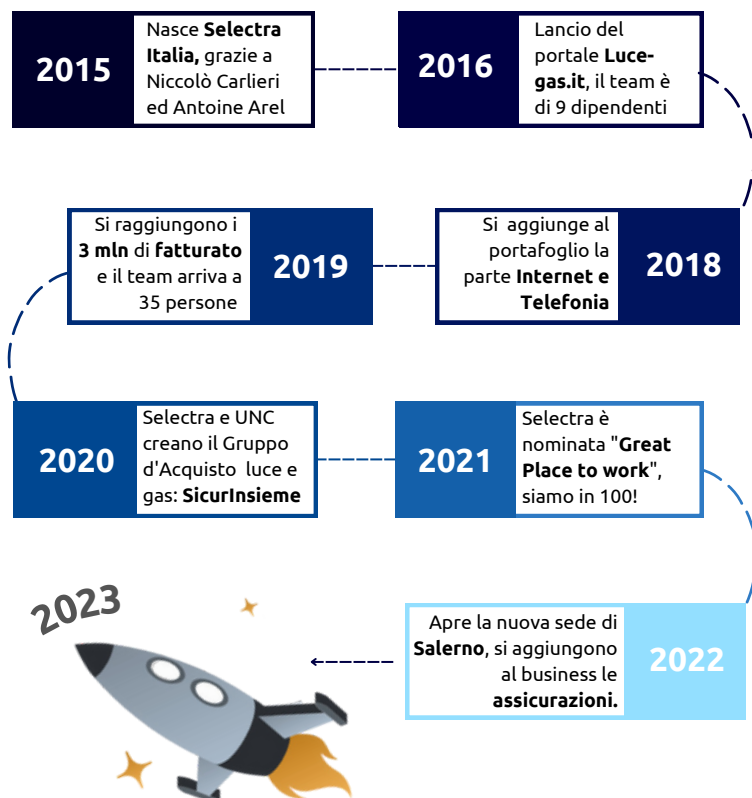 2015
Nasce Selectra
Italia, grazie a
Niccolò Carlieri
ed Antoine Arel
2016
Lancio del
portale Luce-
gas.it, il team è
di 9 dipendenti
2018
Si aggiunge al
portafoglio la
parte Internet e
Telefonia
2019
Si raggiungono i
3 mln di fatturato
e il team arriva a
35 persone
2020
Selectra e UNC
creano il Gruppo
d'Acquisto luce e
gas: SicurInsieme
2021
Selectra è
nominata "Great
Place to work",
siamo in 100!
2022
Apre la nuova sede di
Salerno, si aggiungono
al business le
assicurazioni.
2023